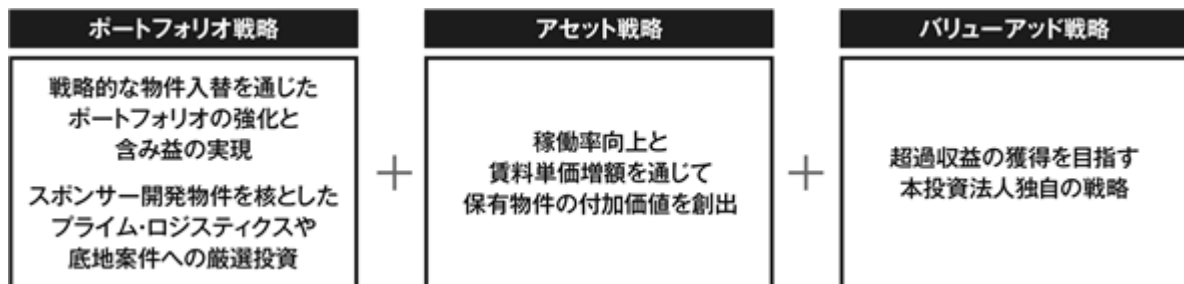 ポートフォリオ戦略
戦略的な物件入替を通じた
ポートフォリオの強化と
含み益の実現
スポンサー開発物件を核とした
プライム・ロジスティクスや
底地案件への厳選投資
+
アセット戦略
稼働率向上と
賃料単価増額を通じて
保有物件の付加価値を創出
+
バリューアッド戦略
超過収益の獲得を目指す
本投資法人独自の戦略